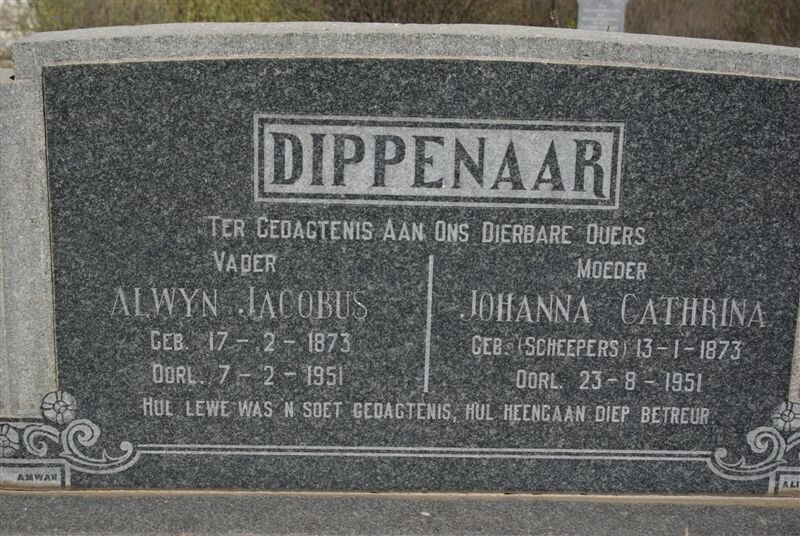 DIPPENAAR
TER GEDAGTENIS AAN ONS DIERBARE OUERS
VADER
ALWYN JACOBUS
GEB. 17-2-1873
OORL. 7-2-1951
MOEDER
JOHANNA CATHRINA
GEB. (SCHEEPERS) 13-1-1873
OORL. 23-8-1951
HUL LEWE WAS 'N SOET GEDAGTENIS, HUL HEENGAAN DIEP BETREUR.
AMWAN
ALI